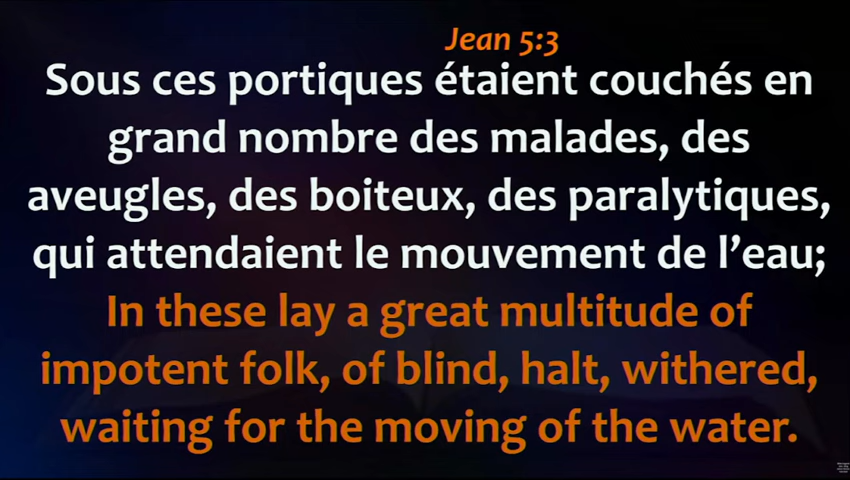 Jean 5:3
Sous ces portiques étaient couchés en
grand nombre des malades, des
aveugles, des boiteux, des paralytiques,
qui attendaient le mouvement de l’eau;
In these lay a great multitude of
impotent folk, of blind, halt, withered,
waiting for the moving of the water.